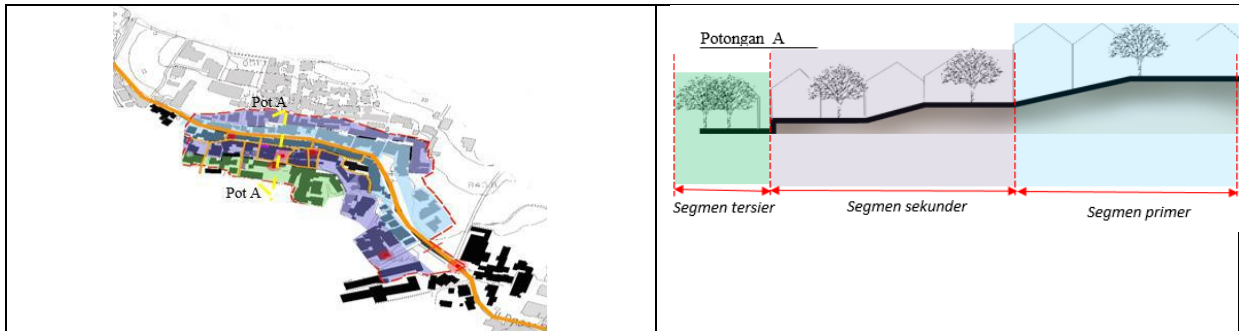 Pot A
Pot A
Potongan A
Segmen tersier
Segmen sekunder
Segmen primer